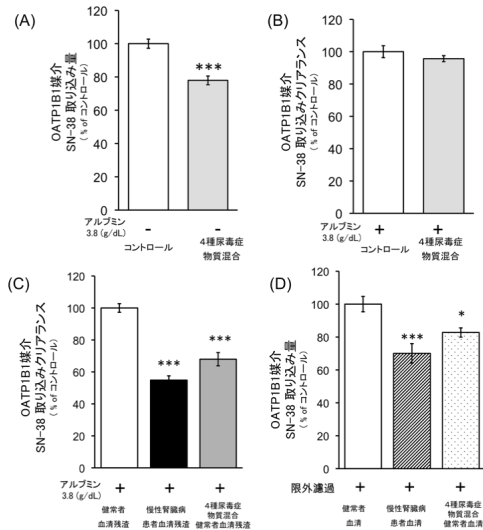 (A)
OATP1B1媒介
SN-38 取り込み量
( % of コントロール)
120
100
80
60
40
20
0
***
アルブミン
3.8 (g/dL)
-
-
コントロール
4種尿毒症
物質混合
(B)
OATP1B1媒介
SN-38 取り込みクリアランス
( % of コントロール)
120
100
80
60
40
20
0
アルブミン
3.8 (g/dL)
+
+
コントロール
4種尿毒症
物質混合
(C)
OATP1B1媒介
SN-38 取り込みクリアランス
( % of コントロール)
120
100
80
60
40
20
0
***
***
アルブミン
3.8 (g/dL)
+
+
+
健常者
血清残渣
慢性腎臓病
患者血清残渣
4種尿毒症
物質混合
健常者血清残渣
(D)
OATP1B1媒介
SN-38 取り込み量
( % of コントロール)
120
100
80
60
40
20
0
***
*
限外濾過
+
+
+
健常者
血清
慢性腎臓病
患者血清
4種尿毒症
物質混合
健常者血清